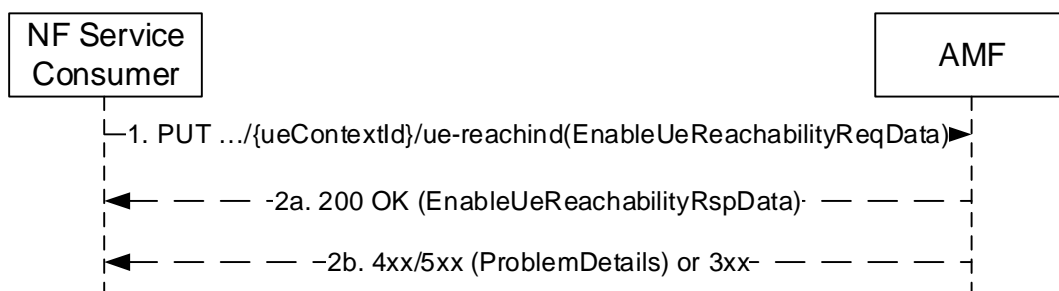 NF Service
Consumer
AMF
1. PUT …/{ueContextId}/ue-reachind(EnableUeReachabilityReqData)
2a. 200 OK (EnableUeReachabilityRspData)
2b. 4xx/5xx (ProblemDetails) or 3xx